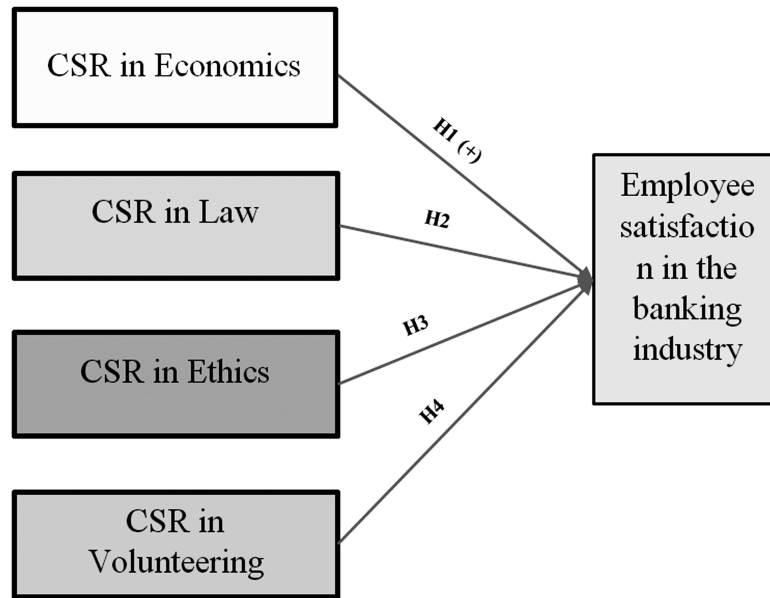 CSR in Economics
H1 (+)
CSR in Law
H2
Employee
satisfactio
n in the
banking
industry
CSR in Ethics
H3
H4
CSR in
Volunteering